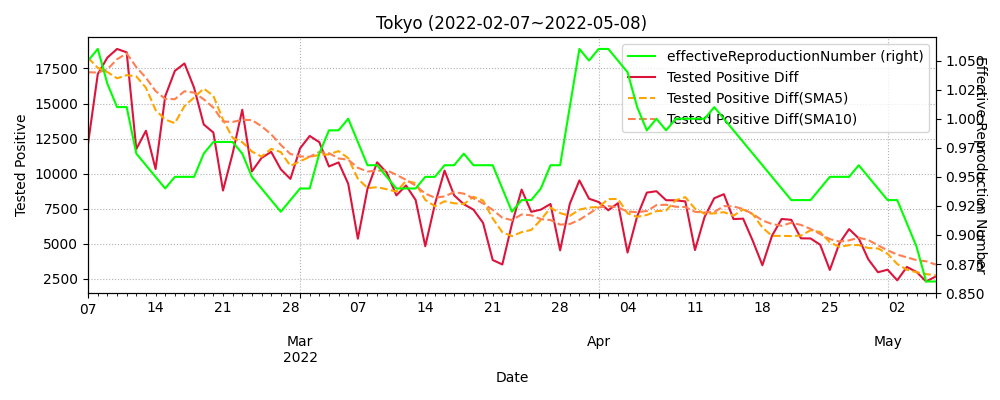 Tokyo (2022-02-07~2022-05-08)
effectiveReproductionNumber (right)
Tested Positive Diff
Tested Positive Diff(SMA5)
Tested Positive Diff(SMA10)
Tested Positive
17500
15000
12500
10000
7500
5000
2500
1.050
1.025
1.000
0.975
0.950
0.925
0.900
0.875
0.850
Effective Reproduction Number
07 14 28 07 14 21 28 04 11 18 25 02
21
Mar Apr May
2022
Date